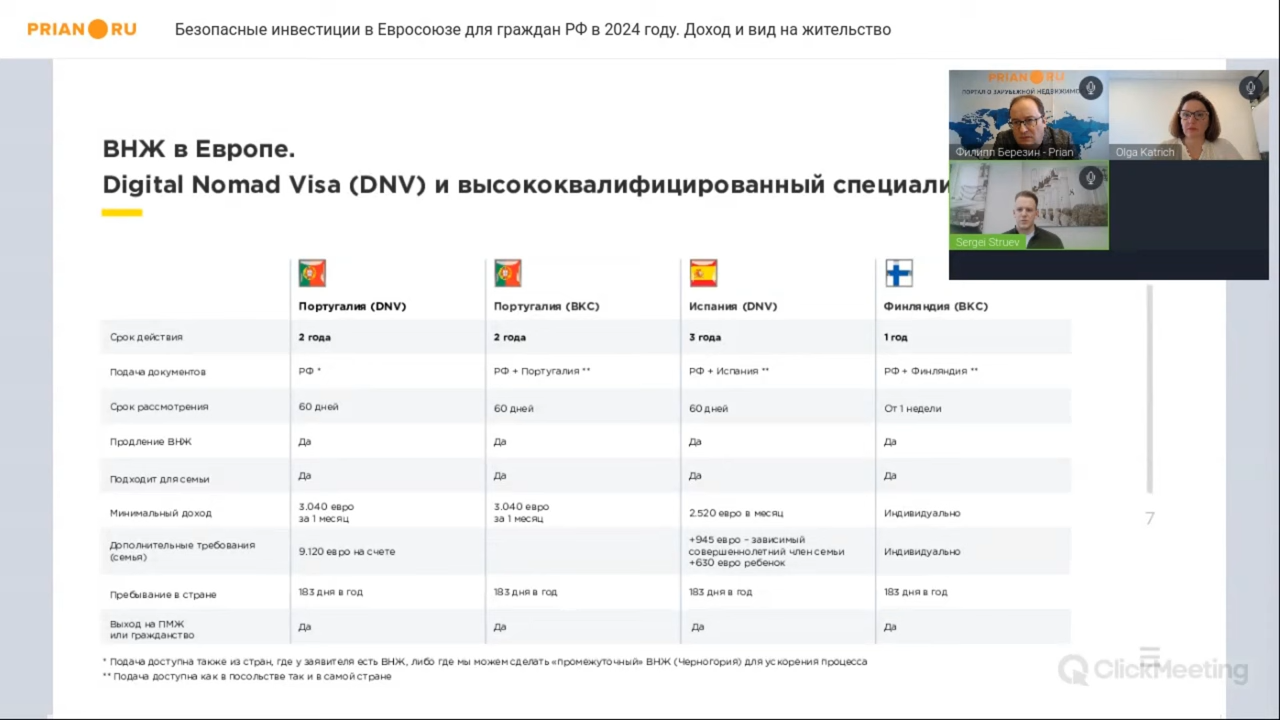 PRIAN RU
Безопасные инвестиции в Евросоюзе для граждан РФ в 2024 году. Доход и вид на жительство
PRIAN RU
ПОРТАЛ О ЗАРУБЕЖНОЙ НЕДВИЖИМО
Филипп Березин - Prian
Olga Katrich
Sergei Struev
ВНЖ в Европе.
Digital Nomad Visa (DNV) и высококвалифицированный специали
Португалия (DNV)
Португалия (ВКС)
Испания (DNV)
Финляндия (ВКС)
Срок действия
2 года
2 года
3 года
1 год
Подача документов
РФ *
РФ + Португалия **
РФ + Испания **
РФ + Финляндия **
Срок рассмотрения
60 дней
60 дней
60 дней
От 1 недели
Продление ВНЖ
Да
Да
Да
Да
Подходит для семьи
Да
Да
Да
Да
Минимальный доход
3.040 евро
за 1 месяц
3.040 евро
за 1 месяц
2.520 евро в месяц
Индивидуально
Дополнительные требования
(семья)
9.120 евро на счете
+945 евро – зависимый
совершеннолетний член семьи
+630 евро ребенок
Индивидуально
Пребывание в стране
183 дня в год
183 дня в год
183 дня в год
183 дня в год
Выход на ПМЖ
или гражданство
Да
Да
Да
Да
7
* Подача доступна также из стран, где у заявителя есть ВНЖ, либо где мы можем сделать «промежуточный» ВНЖ (Черногория) для ускорения процесса
** Подача доступна как в посольстве так и в самой стране
ClickMeeting